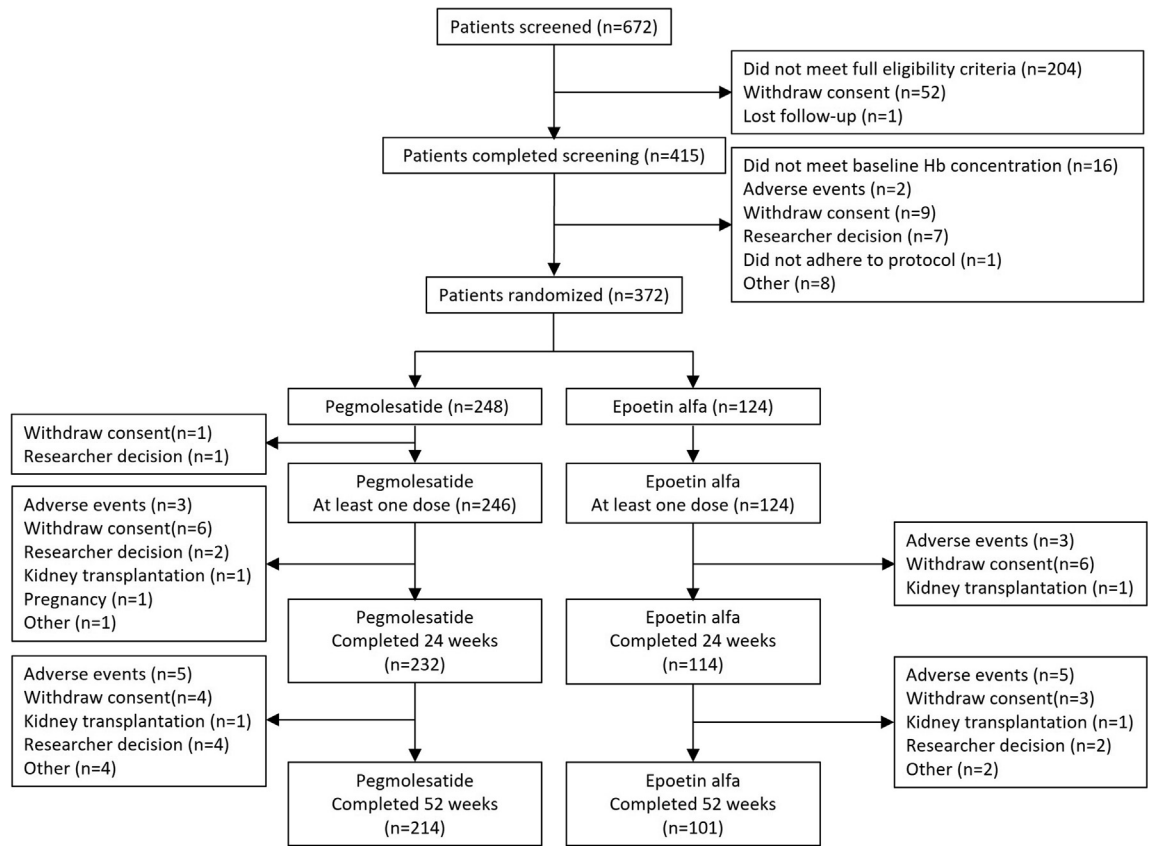 Patients screened (n=672)
Did not meet full eligibility criteria (n=204)
Withdraw consent (n=52)
Lost follow-up (n=1)
Patients completed screening (n=415)
Did not meet baseline Hb concentration (n=16)
Adverse events (n=2)
Withdraw consent (n=9)
Researcher decision (n=7)
Did not adhere to protocol (n=1)
Other (n=8)
Patients randomized (n=372)
Pegmolesatide (n=248)
Epoetin alfa (n=124)
Withdraw consent(n=1)
Researcher decision (n=1)
Pegmolesatide
At least one dose (n=246)
Epoetin alfa
At least one dose (n=124)
Adverse events (n=3)
Withdraw consent(n=6)
Researcher decision (n=2)
Kidney transplantation (n=1)
Pregnancy (n=1)
Other (n=1)
Adverse events (n=3)
Withdraw consent(n=6)
Kidney transplantation (n=1)
Pegmolesatide
Completed 24 weeks
(n=232)
Epoetin alfa
Completed 24 weeks
(n=114)
Adverse events (n=5)
Withdraw consent(n=4)
Kidney transplantation (n=1)
Researcher decision (n=4)
Other (n=4)
Adverse events (n=5)
Withdraw consent(n=3)
Kidney transplantation (n=1)
Researcher decision (n=2)
Other (n=2)
Pegmolesatide
Completed 52 weeks
(n=214)
Epoetin alfa
Completed 52 weeks
(n=101)